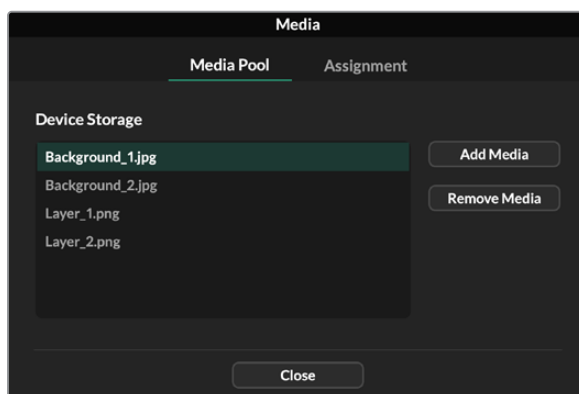 Media
Media Pool
Assignment
Device Storage
Background_1.jpg
Add Media
Background_2.jpg
Remove Media
Layer_1.png
Layer_2.png
Close